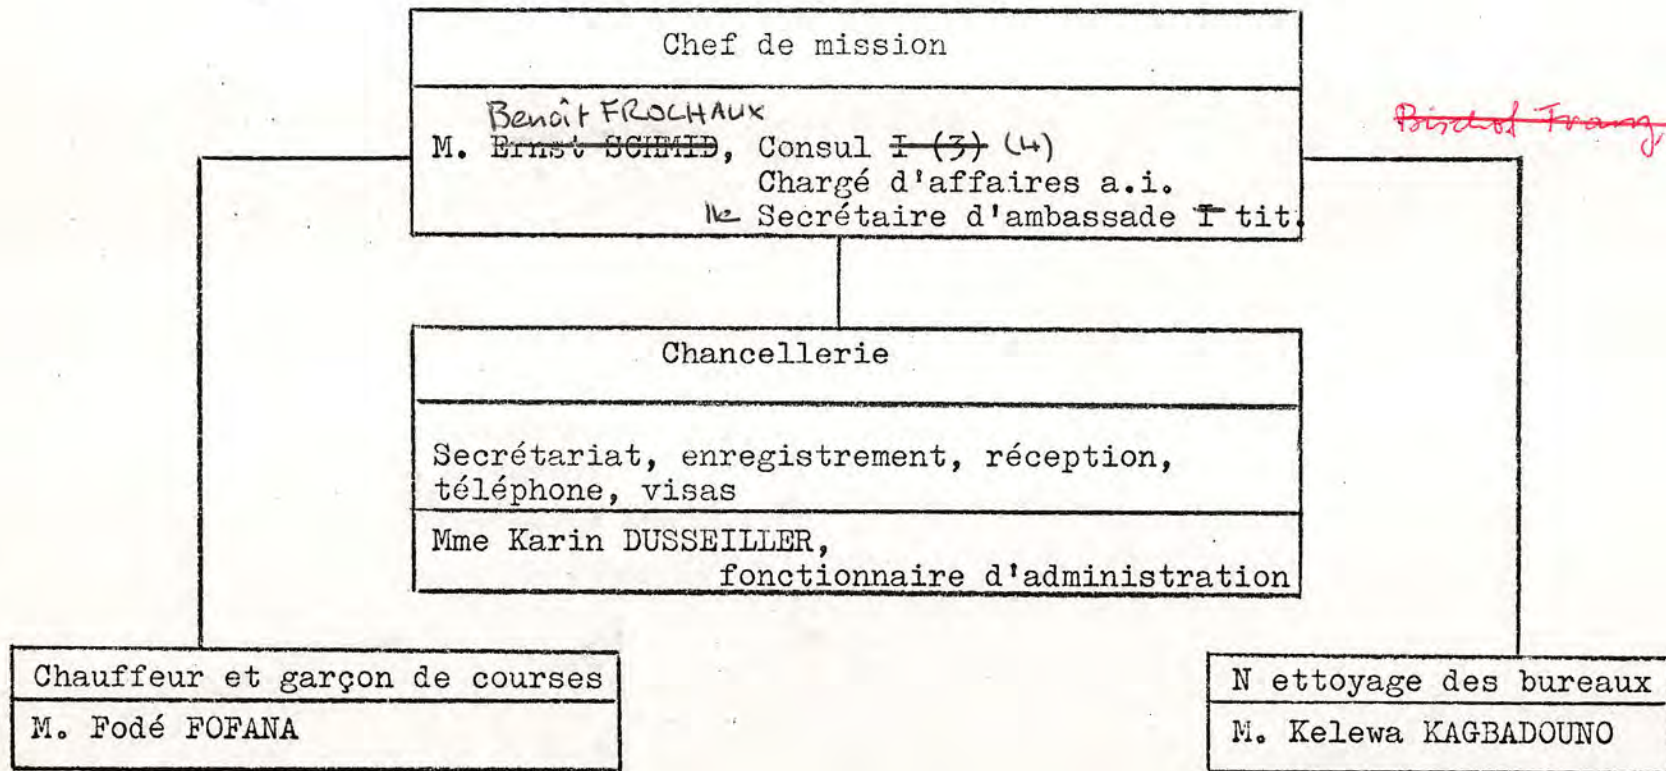 Chef de mission
Benoît FROCHAUX
M. Ernst SCHMID, Consul I (3) (4)
Chargé d'affaires a.i.
Secrétaire d'ambassade I tit.
Bischof Franz,
Chancellerie
Secrétariat, enregistrement, réception,
téléphone, visas
Mme Karin DUSSEILLER,
fonctionnaire d'administration
Chauffeur et garçon de courses
M. Fodé FOFANA
N ettoyage des bureaux
M. Kelewa KAGBADOUNO